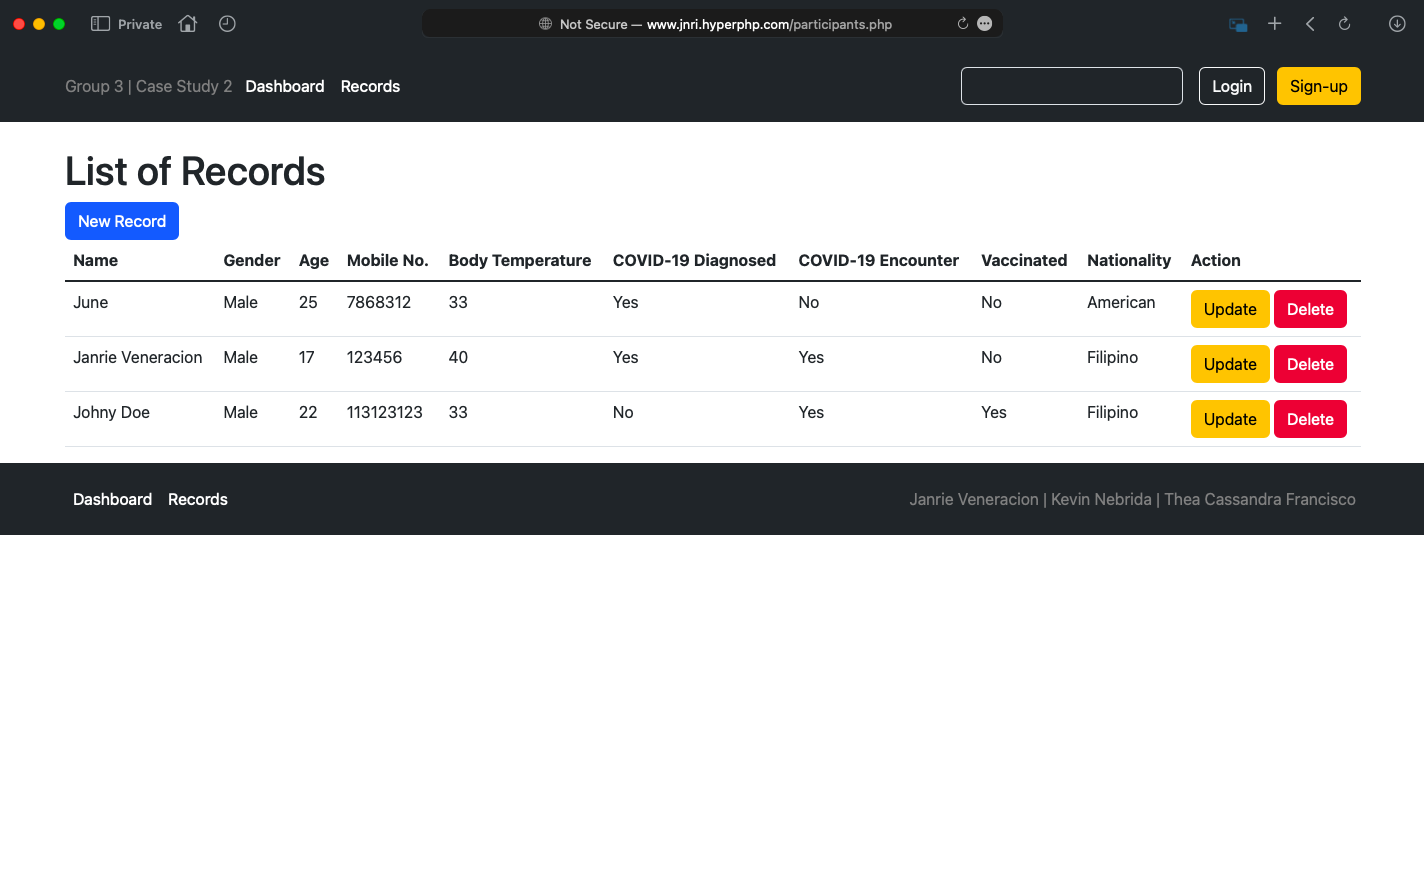 Private
Not Secure — www.jnri.hyperphp.com/participants.php
Group 3 | Case Study 2 Dashboard Records Login Sign-up
List of Records
New Record
Name Gender Age Mobile No. Body Temperature COVID-19 Diagnosed COVID-19 Encounter Vaccinated Nationality Action
June Male 25 7868312 33 Yes No No American Update Delete
Janrie Veneracion Male 17 123456 40 Yes Yes No Filipino Update Delete
Johny Doe Male 22 113123123 33 No Yes Yes Filipino Update Delete
Dashboard Records Janrie Veneracion | Kevin Nebrida | Thea Cassandra Francisco